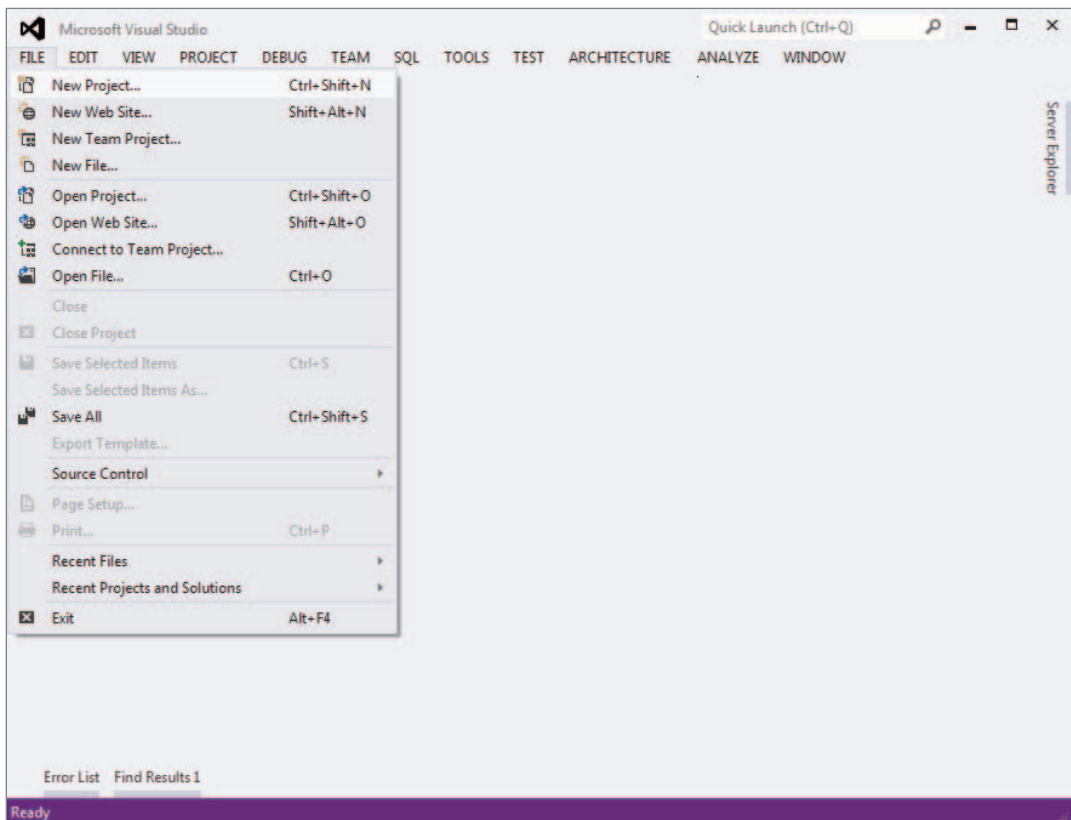 Microsoft Visual Studio
Quick Launch (Ctrl+Q)
FILE EDIT VIEW PROJECT DEBUG TEAM SQL TOOLS TEST ARCHITECTURE ANALYZE WINDOW
New Project... Ctrl+Shift+N
New Web Site... Shift+Alt+N
New Team Project...
New File...
Open Project... Ctrl+Shift+O
Open Web Site... Shift+Alt+O
Connect to Team Project...
Open File... Ctrl+O
Close
Close Project
Save Selected Items Ctrl+S
Save Selected Items As...
Save All Ctrl+Shift+S
Export Template...
Source Control
Page Setup...
Print... Ctrl+P
Recent Files
Recent Projects and Solutions
Exit Alt+F4
Server Explorer
Error List Find Results 1
Ready